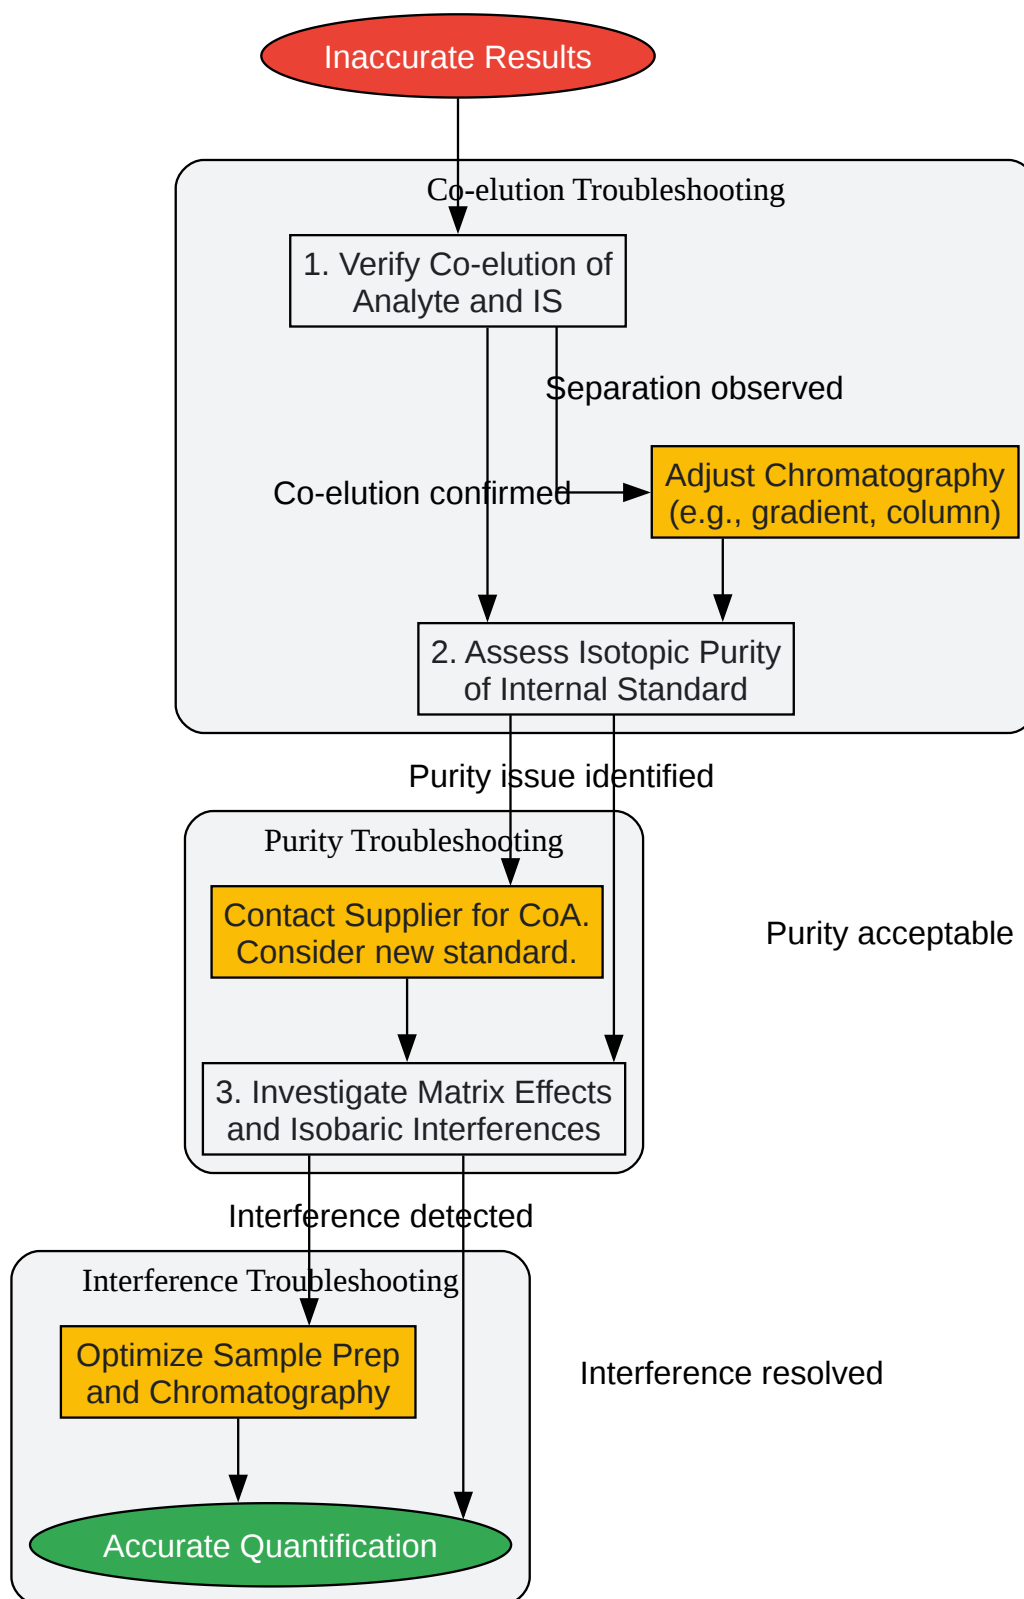 Inaccurate Results
Co-elution Troubleshooting
1. Verify Co-elution of
Analyte and IS
Separation observed
Co-elution confirmed
Adjust Chromatography
(e.g., gradient, column)
2. Assess Isotopic Purity
of Internal Standard
Purity issue identified
Purity Troubleshooting
Contact Supplier for CoA.
Consider new standard.
Purity acceptable
3. Investigate Matrix Effects
and Isobaric Interferences
Interference detected
Interference Troubleshooting
Optimize Sample Prep
and Chromatography
Interference resolved
Accurate Quantification